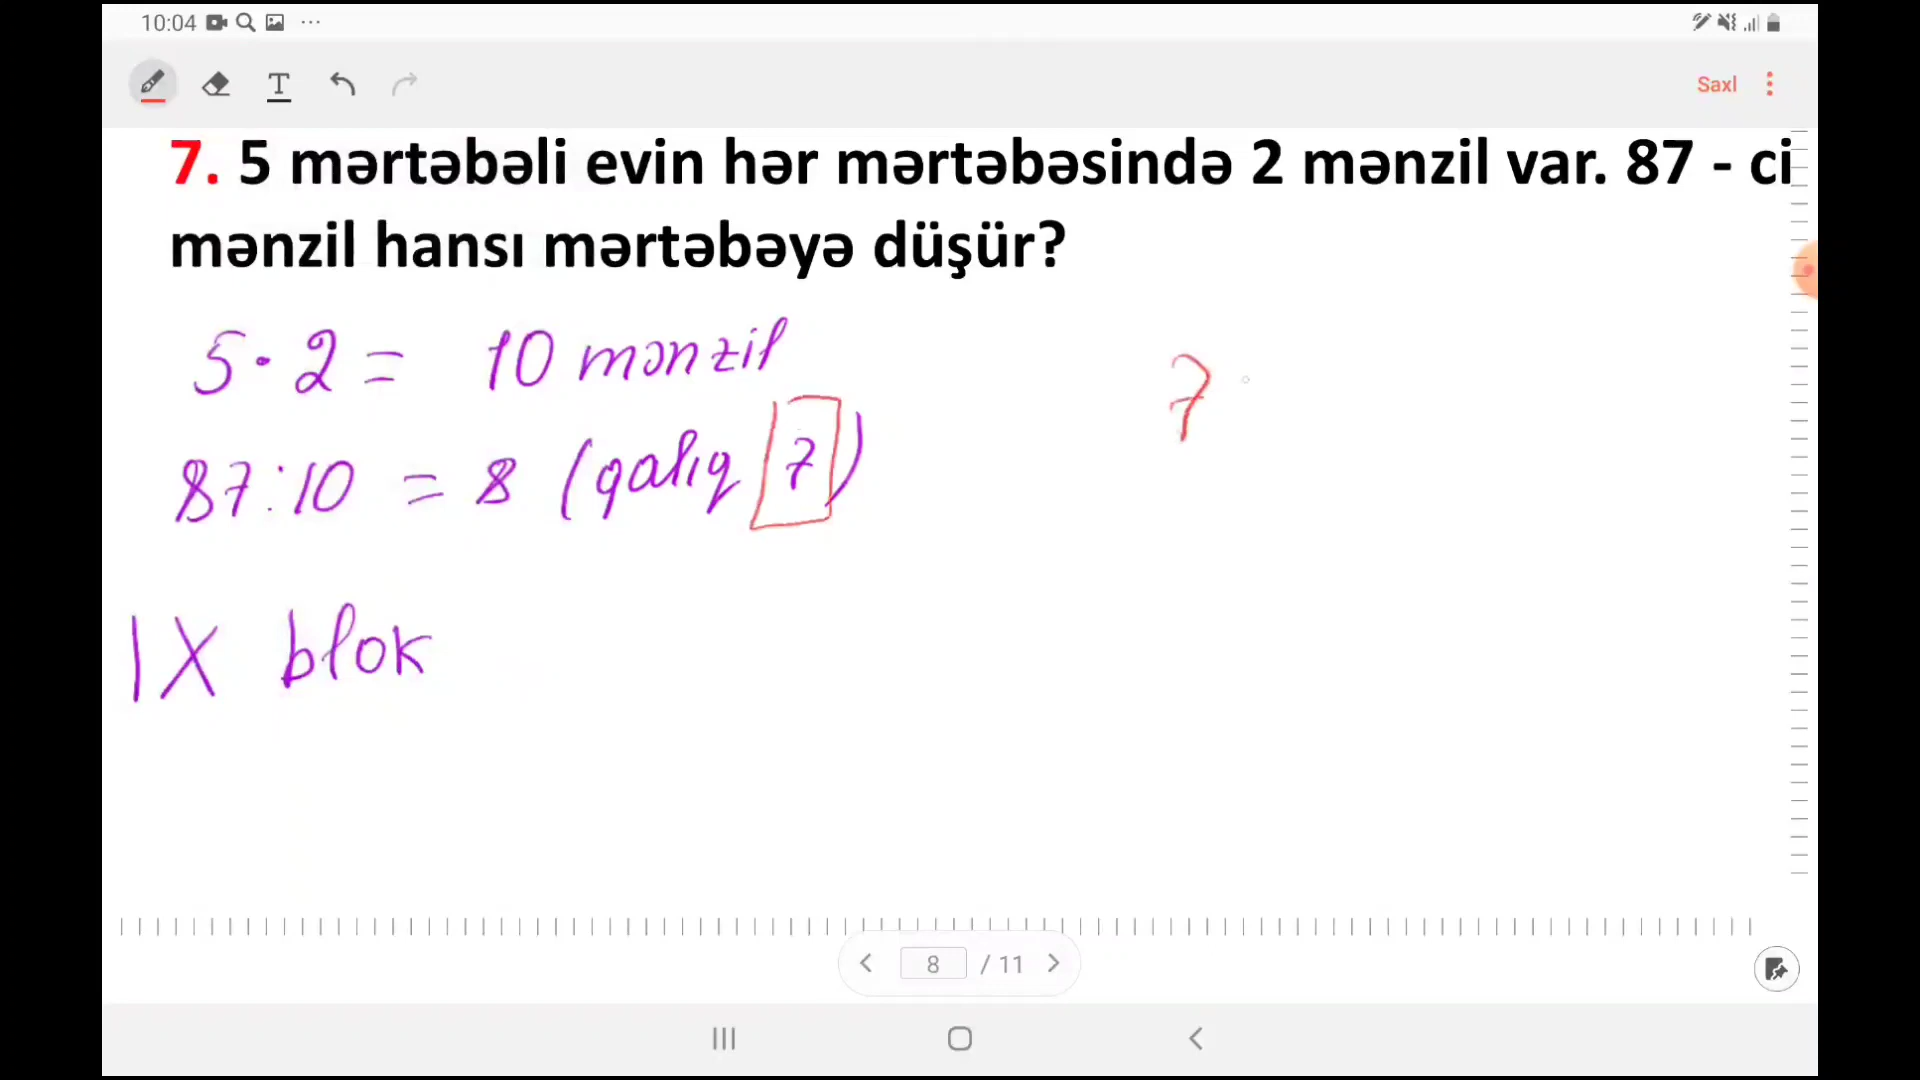 10:04
T
Saxl
7. 5 mərtəbəli evin hər mərtəbəsində 2 mənzil var. 87 - ci
mənzil hansı mərtəbəyə düşür?
5 · 2 = 10 mənzil
7
87:10 = 8 (qalıq 7)
IX blok
8 / 11